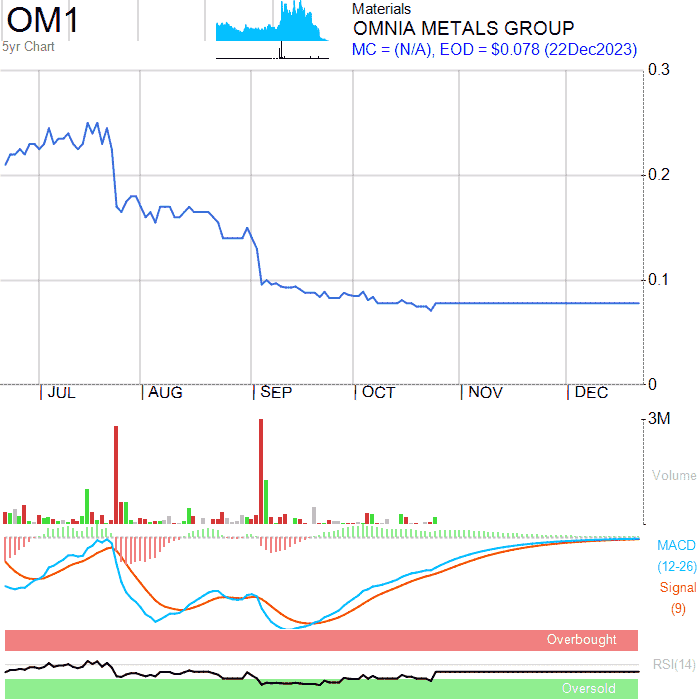 OM1
5yr Chart
Materials
OMNIA METALS GROUP
MC = (N/A), EOD = $0.078 (22Dec2023)
0.3
0.2
0.1
0
JUL AUG SEP OCT NOV DEC
3M
Volume
MACD
(12-26)
Signal
(9)
Overbought
RSI(14)
Oversold